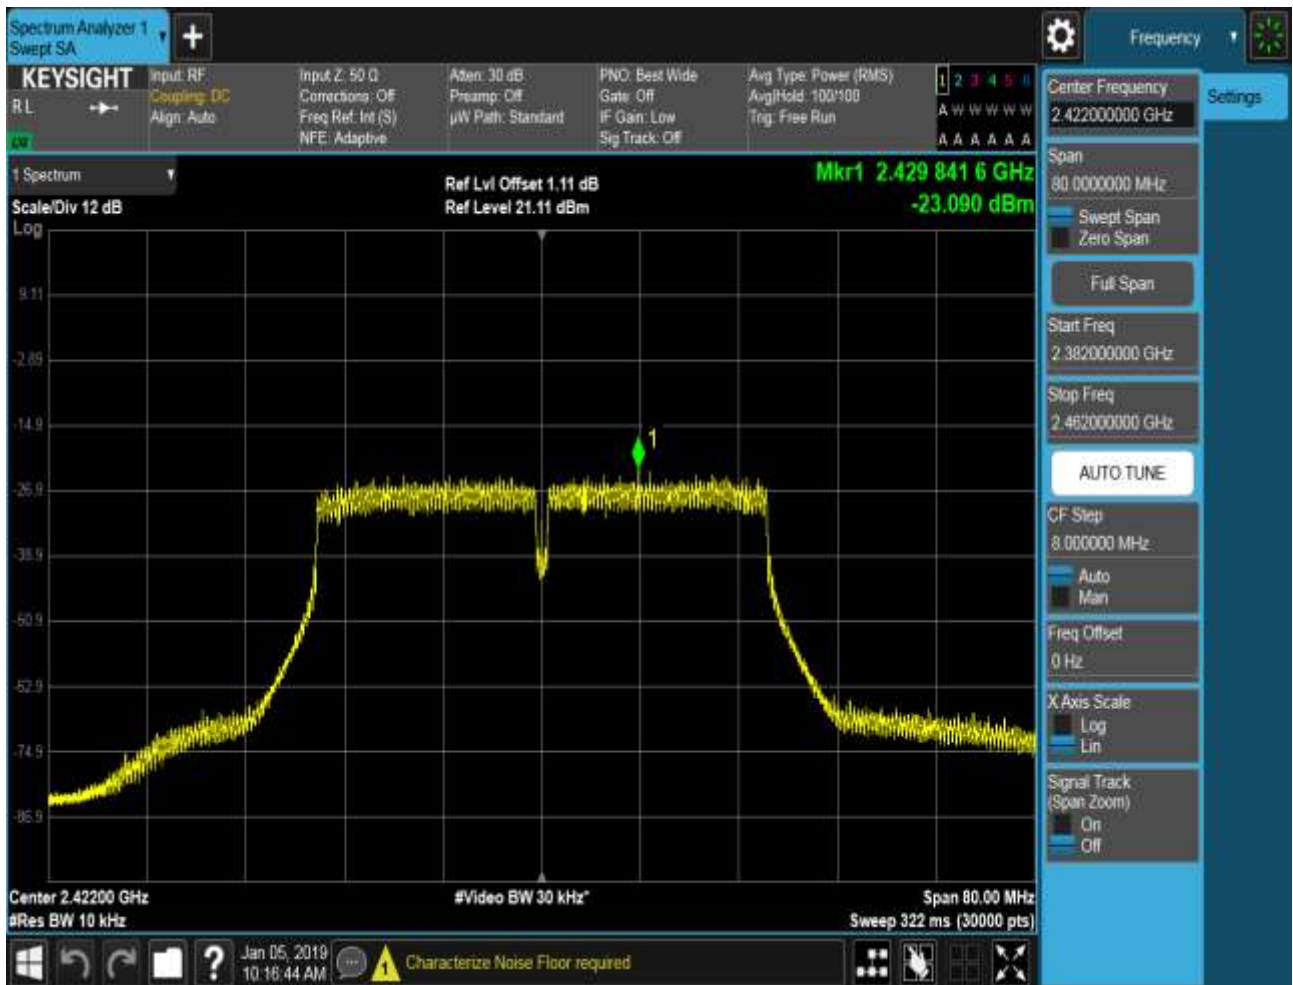 Spectrum Analyzer 1
Swept SA
+
Frequency
KEYSIGHT
Input: RF
Input Z: 50 Ω
Atten: 30 dB
PNO: Best Wide
Avg Type: Power (RMS)
1 2 3 4 5 6
R L
Coupling: DC
Corrections: Off
Preamp: Off
Gate: Off
Avg|Hold: 100/100
Align: Auto
Freq Ref: Int (S)
µW Path: Standard
IF Gain: Low
Trig: Free Run
A W W W W W
NFE: Adaptive
Sig Track: Off
A A A A A A
1 Spectrum
Scale/Div 12 dB
Ref Lvl Offset 1.11 dB
Ref Level 21.11 dBm
Mkr1 2.429 841 6 GHz
-23.090 dBm
Log
9.11
-2.89
-14.9
-26.9
-38.9
-50.9
-62.9
-74.9
-86.9
1
Center 2.42200 GHz
#Video BW 30 kHz*
Span 80.00 MHz
#Res BW 10 kHz
Sweep 322 ms (30000 pts)
Center Frequency
2.422000000 GHz
Settings
Span
80.0000000 MHz
Swept Span
Zero Span
Full Span
Start Freq
2.382000000 GHz
Stop Freq
2.462000000 GHz
AUTO TUNE
CF Step
8.000000 MHz
Auto
Man
Freq Offset
0 Hz
X Axis Scale
Log
Lin
Signal Track
(Span Zoom)
On
Off
?
Jan 05, 2019
10:16:44 AM
1
Characterize Noise Floor required